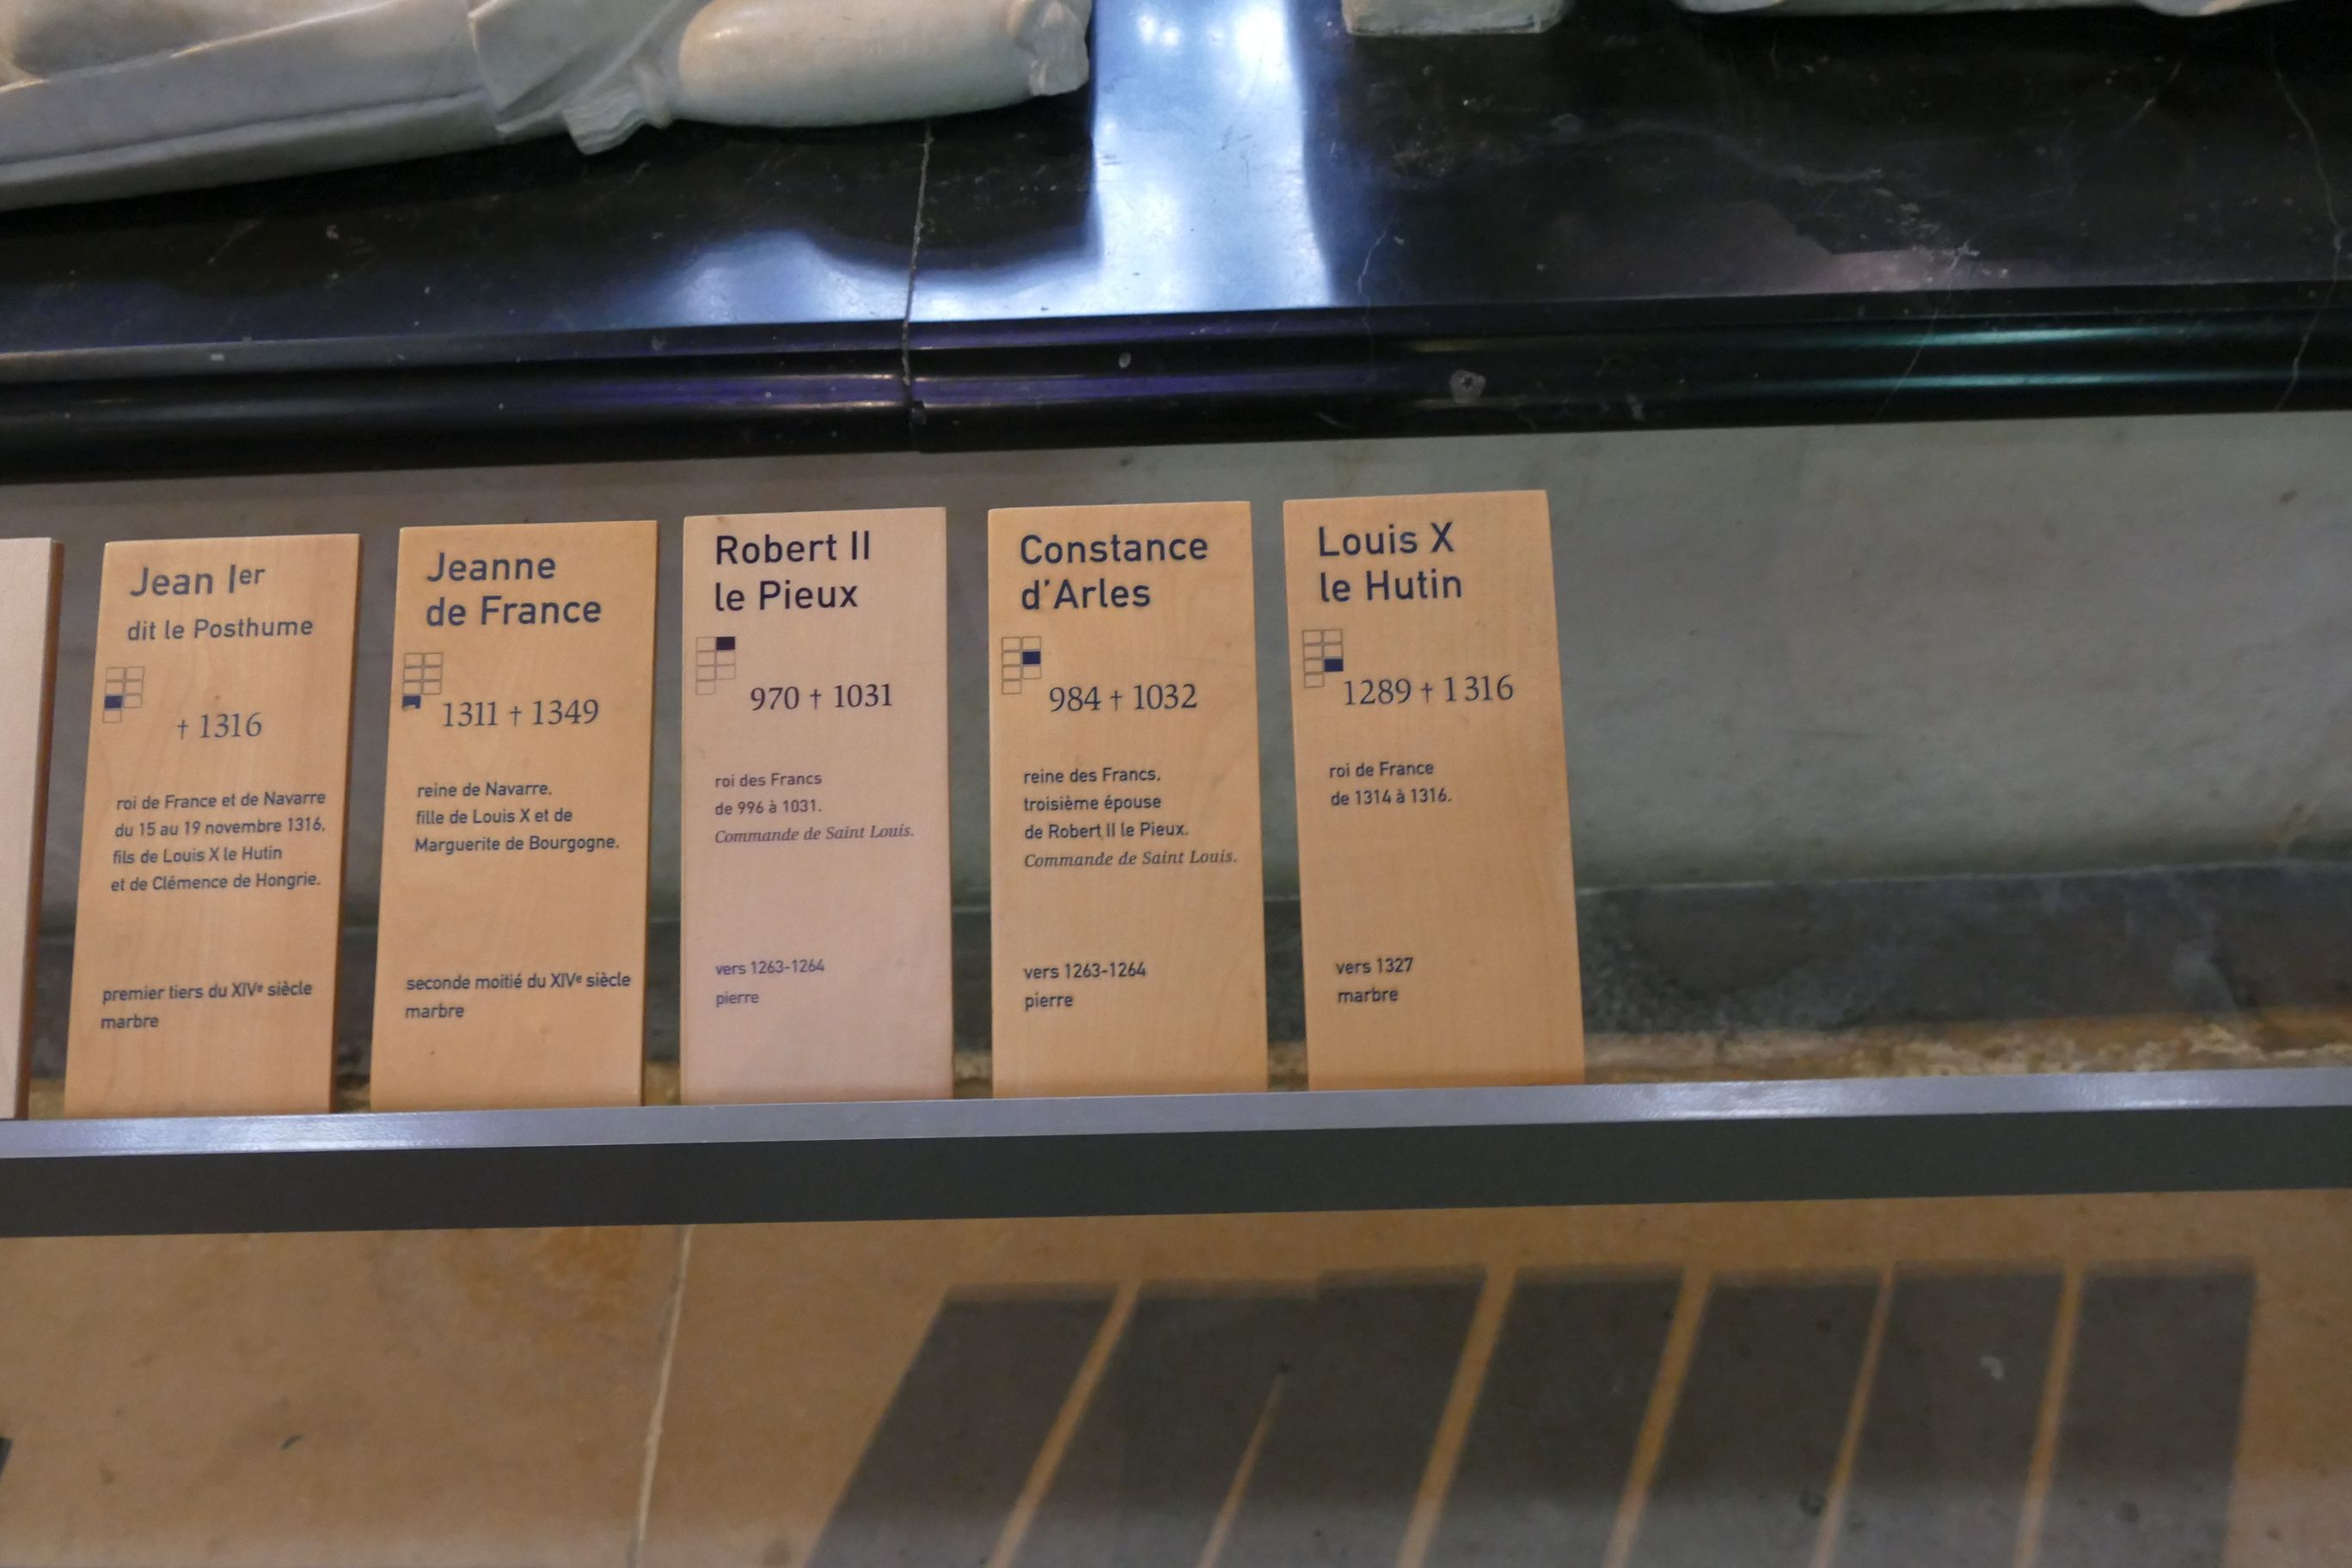 Jean Ier
dit le Posthume
† 1316
roi de France et de Navarre
du 15 au 19 novembre 1316,
fils de Louis X le Hutin
et de Clémence de Hongrie.
premier tiers du XIVe siècle
marbre
Jeanne
de France
1311 † 1349
reine de Navarre,
fille de Louis X et de
Marguerite de Bourgogne.
seconde moitié du XIVe siècle
marbre
Robert II
le Pieux
970 † 1031
roi des Francs
de 996 à 1031.
Commande de Saint Louis.
vers 1263-1264
pierre
Constance
d'Arles
984 † 1032
reine des Francs,
troisième épouse
de Robert II le Pieux.
Commande de Saint Louis.
vers 1263-1264
pierre
Louis X
le Hutin
1289 † 1316
roi de France
de 1314 à 1316.
vers 1327
marbre